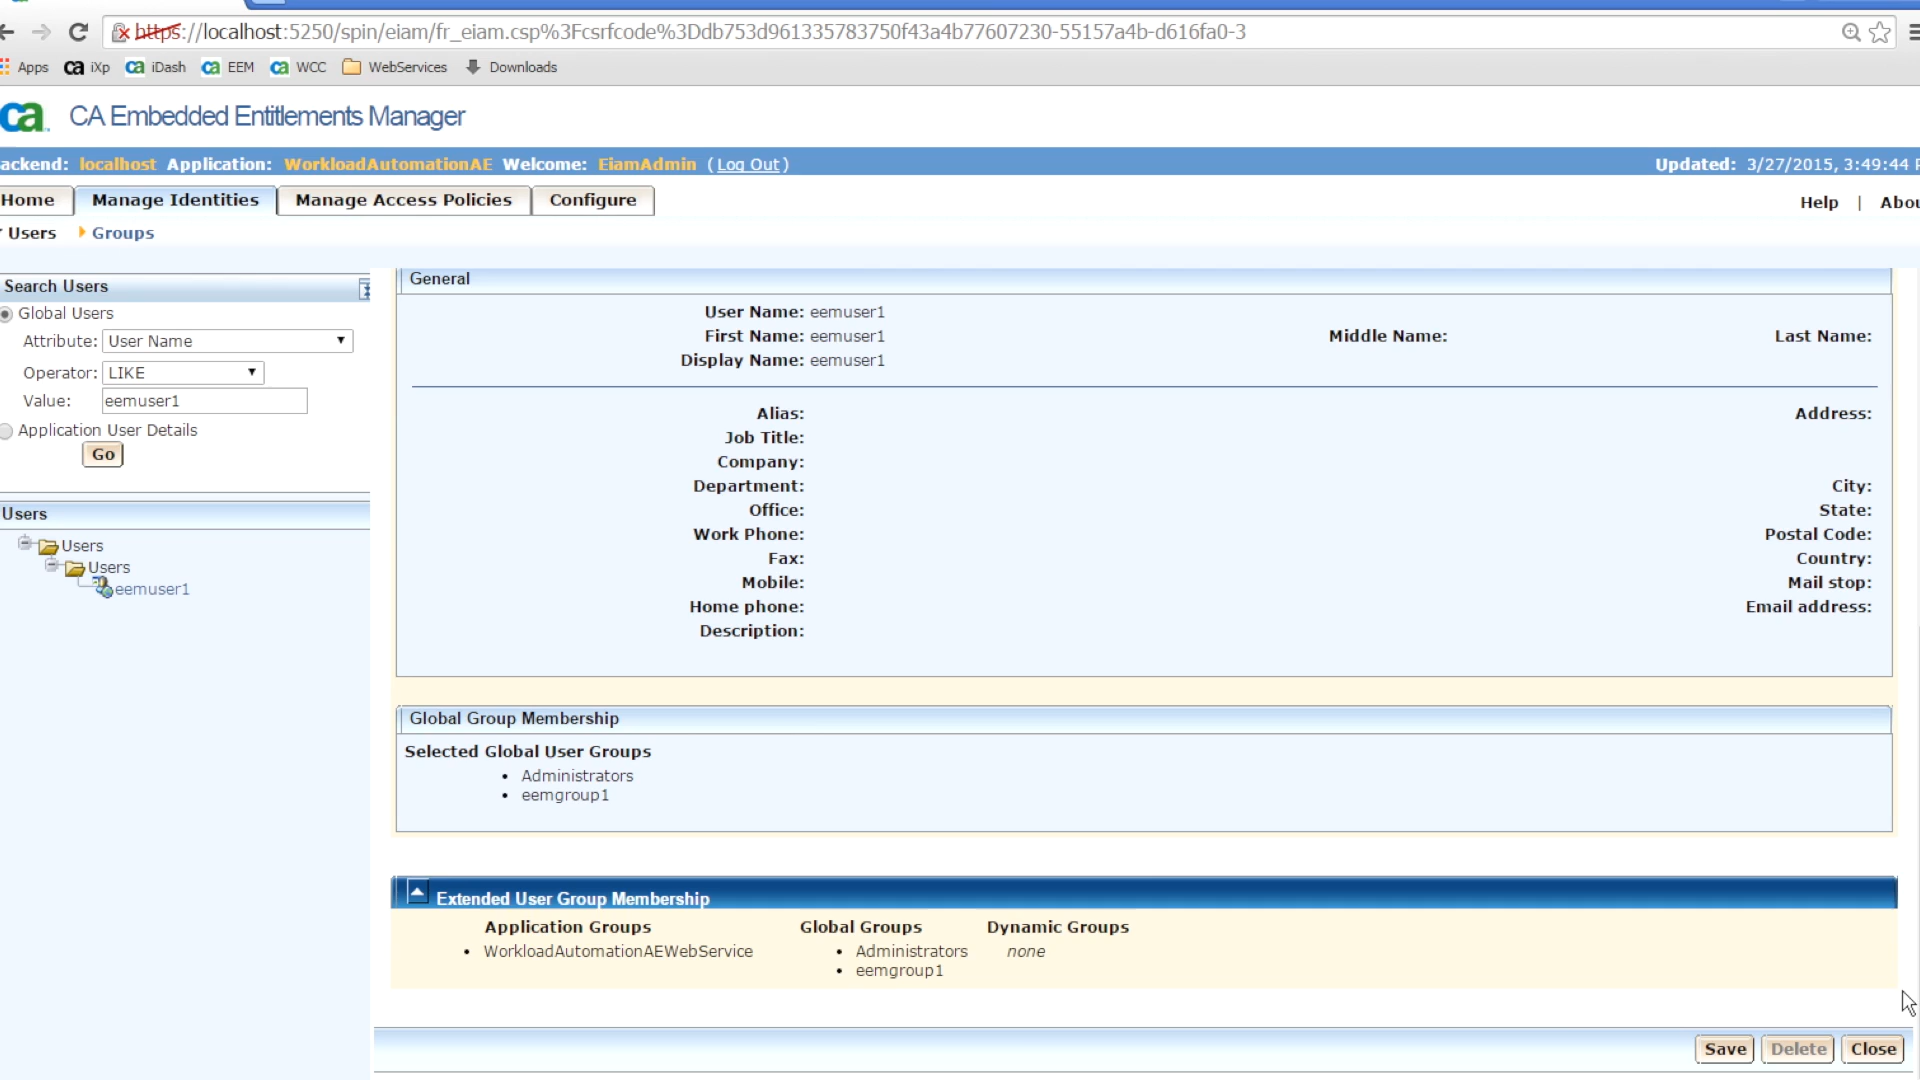 https://localhost:5250/spin/eiam/fr_eiam.csp%3Fcsrfcode%3Ddb753d961335783750f43a4b77607230-55157a4b-d616fa0-3
Apps ca iXp ca iDash ca EEM ca WCC WebServices Downloads
ca CA Embedded Entitlements Manager
ackend: localhost Application: WorkloadAutomationAE Welcome: EiamAdmin (Log Out) Updated: 3/27/2015, 3:49:44 P
Home Manage Identities Manage Access Policies Configure Help | Abou
Users Groups
Search Users
Global Users
Attribute: User Name
Operator: LIKE
Value: eemuser1
Application User Details
Go
Users
Users
Users
eemuser1
General
User Name: eemuser1
First Name: eemuser1 Middle Name: Last Name:
Display Name: eemuser1
Alias: Address:
Job Title:
Company:
Department: City:
Office: State:
Work Phone: Postal Code:
Fax: Country:
Mobile: Mail stop:
Home phone: Email address:
Description:
Global Group Membership
Selected Global User Groups
• Administrators
• eemgroup1
Extended User Group Membership
Application Groups Global Groups Dynamic Groups
• WorkloadAutomationAEWebService • Administrators none
• eemgroup1
Save Delete Close